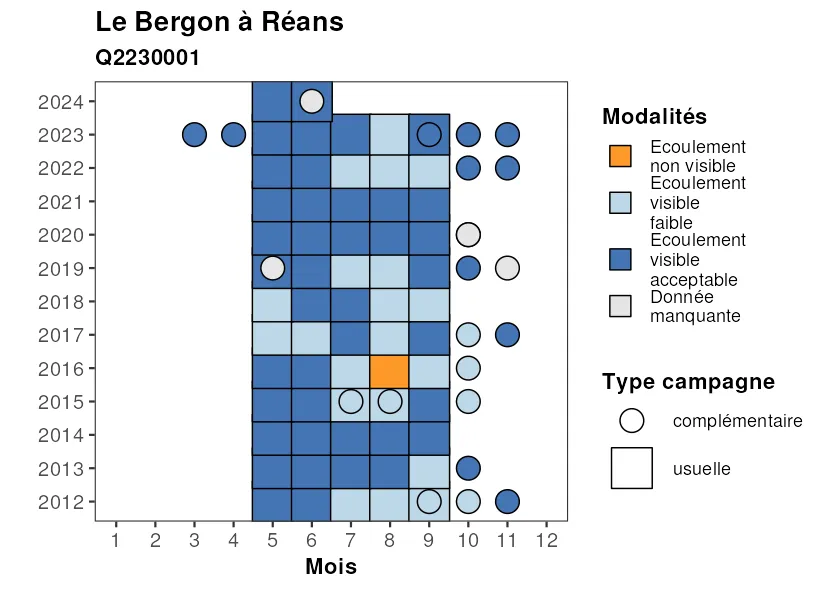 Le Bergon à Réans
Q2230001
2024
2023
2022
2021
2020
2019
2018
2017
2016
2015
2014
2013
2012
1 2 3 4 5 6 7 8 9 10 11 12
Mois
Modalités
Ecoulement
non visible
Ecoulement
visible
faible
Ecoulement
visible
acceptable
Donnée
manquante
Type campagne
complémentaire
usuelle